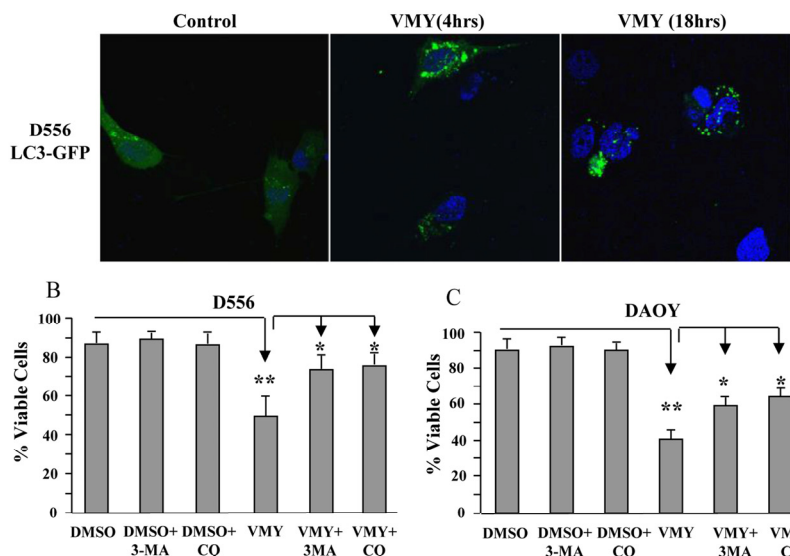 Control VMY(4hrs) VMY (18hrs)
D556
LC3-GFP
B
D556
% Viable Cells
100
80
60
40
20
0
** * *
DMSO DMSO+ DMSO+ VMY VMY+ VMY+
3-MA CO 3MA CO
C
DAOY
% Viable Cells
100
80
60
40
20
0
** * *
DMSO DMSO+ DMSO+ VMY VMY+
3-MA CO 3MA